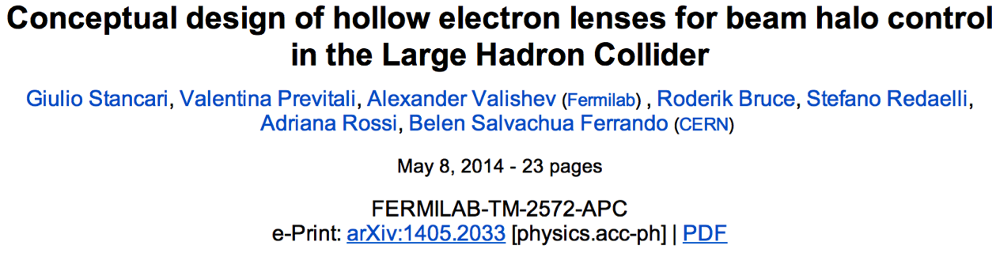 Conceptual design of hollow electron lenses for beam halo control
in the Large Hadron Collider
Giulio Stancari, Valentina Previtali, Alexander Valishev (Fermilab) , Roderik Bruce, Stefano Redaelli,
Adriana Rossi, Belen Salvachua Ferrando (CERN)
May 8, 2014 - 23 pages
FERMILAB-TM-2572-APC
e-Print: arXiv:1405.2033 [physics.acc-ph] | PDF